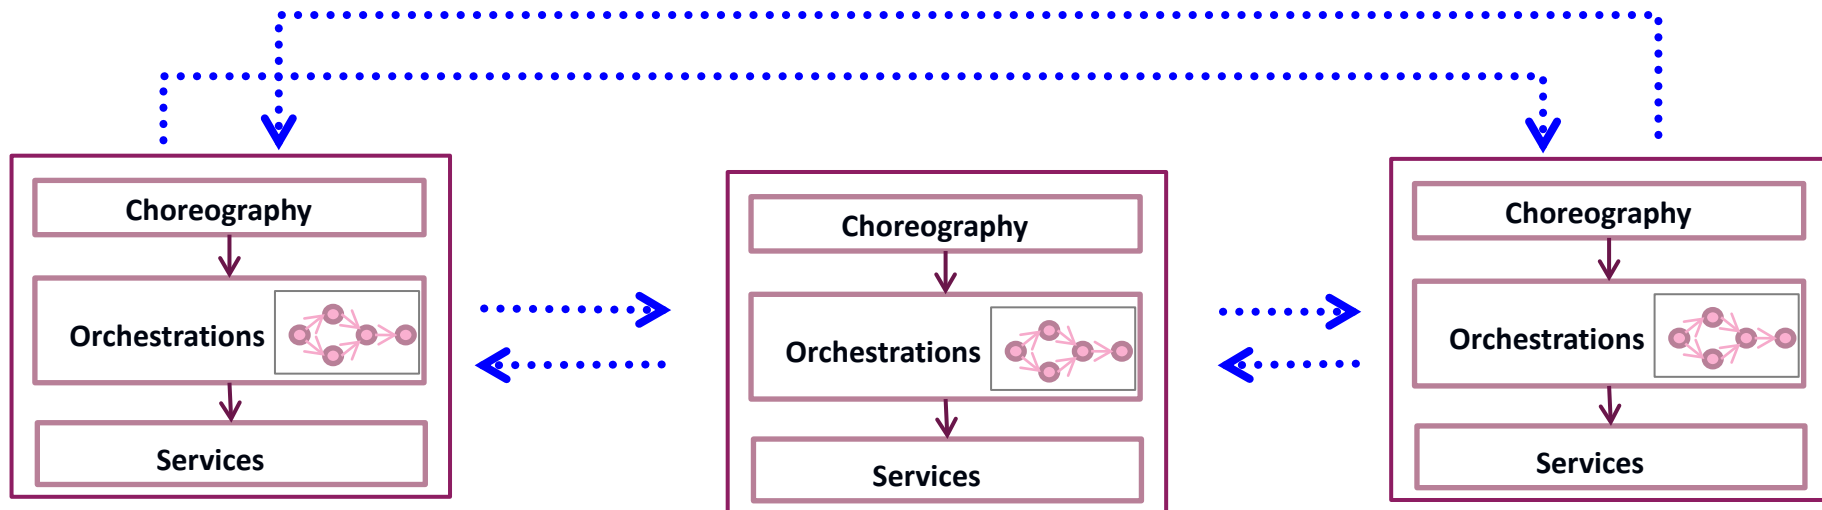 Choreography
Orchestrations
Services
Choreography
Orchestrations
Services
Choreography
Orchestrations
Services